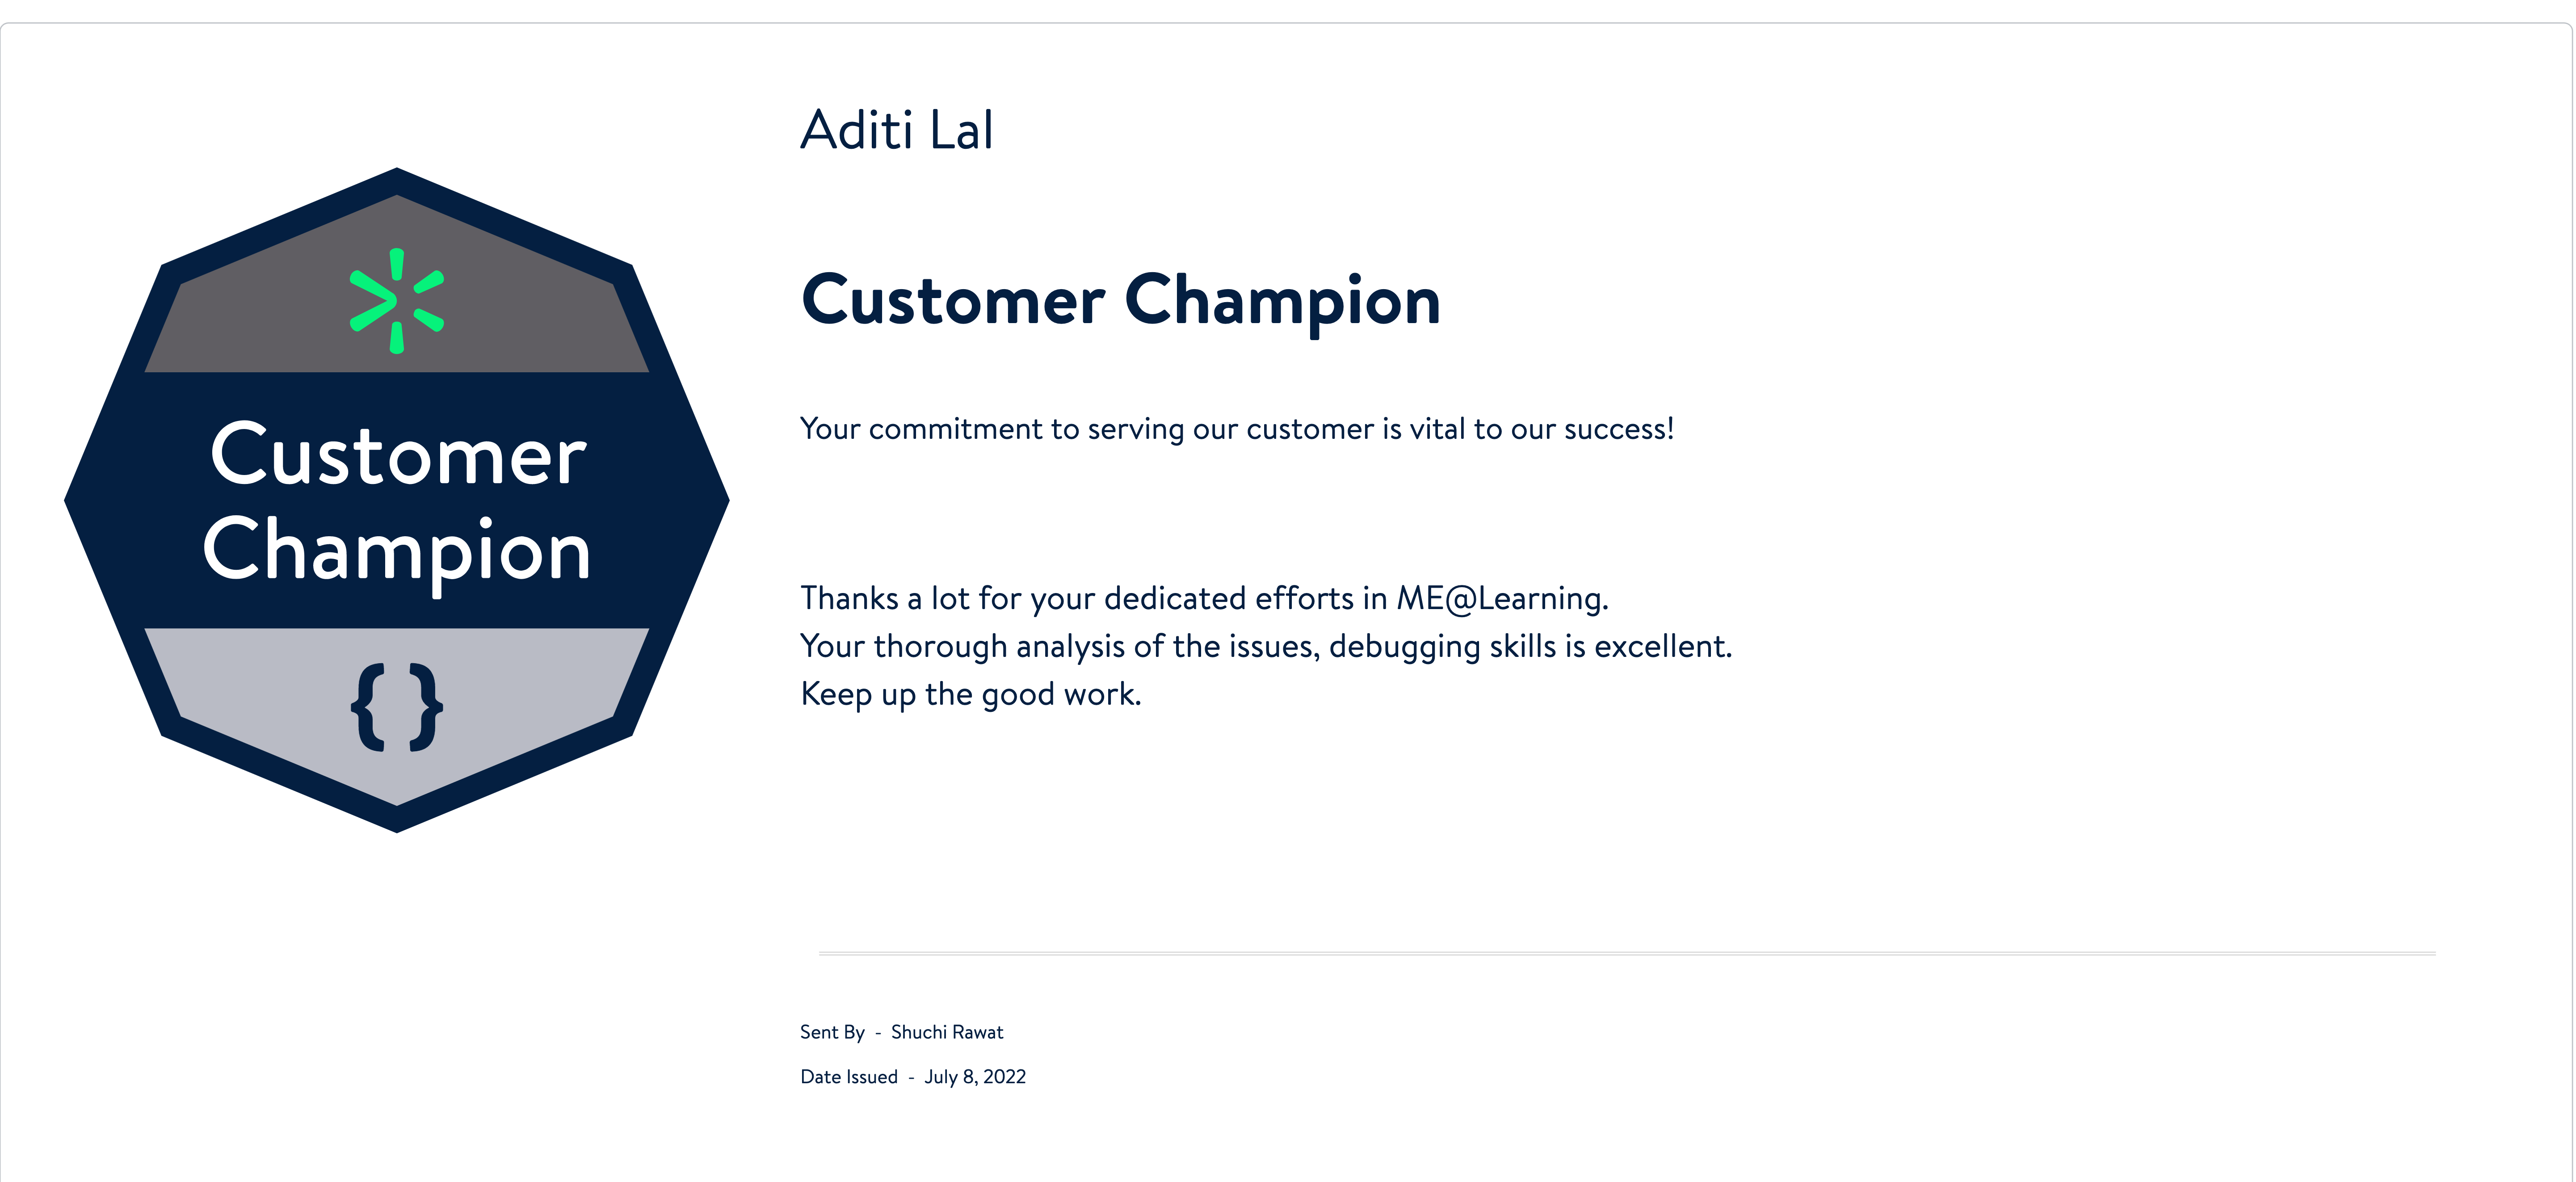 Aditi Lal
Customer Champion
Your commitment to serving our customer is vital to our success!
Thanks a lot for your dedicated efforts in ME@Learning.
Your thorough analysis of the issues, debugging skills is excellent.
Keep up the good work.
Sent By - Shuchi Rawat
Date Issued - July 8, 2022
Customer
Champion
{ }